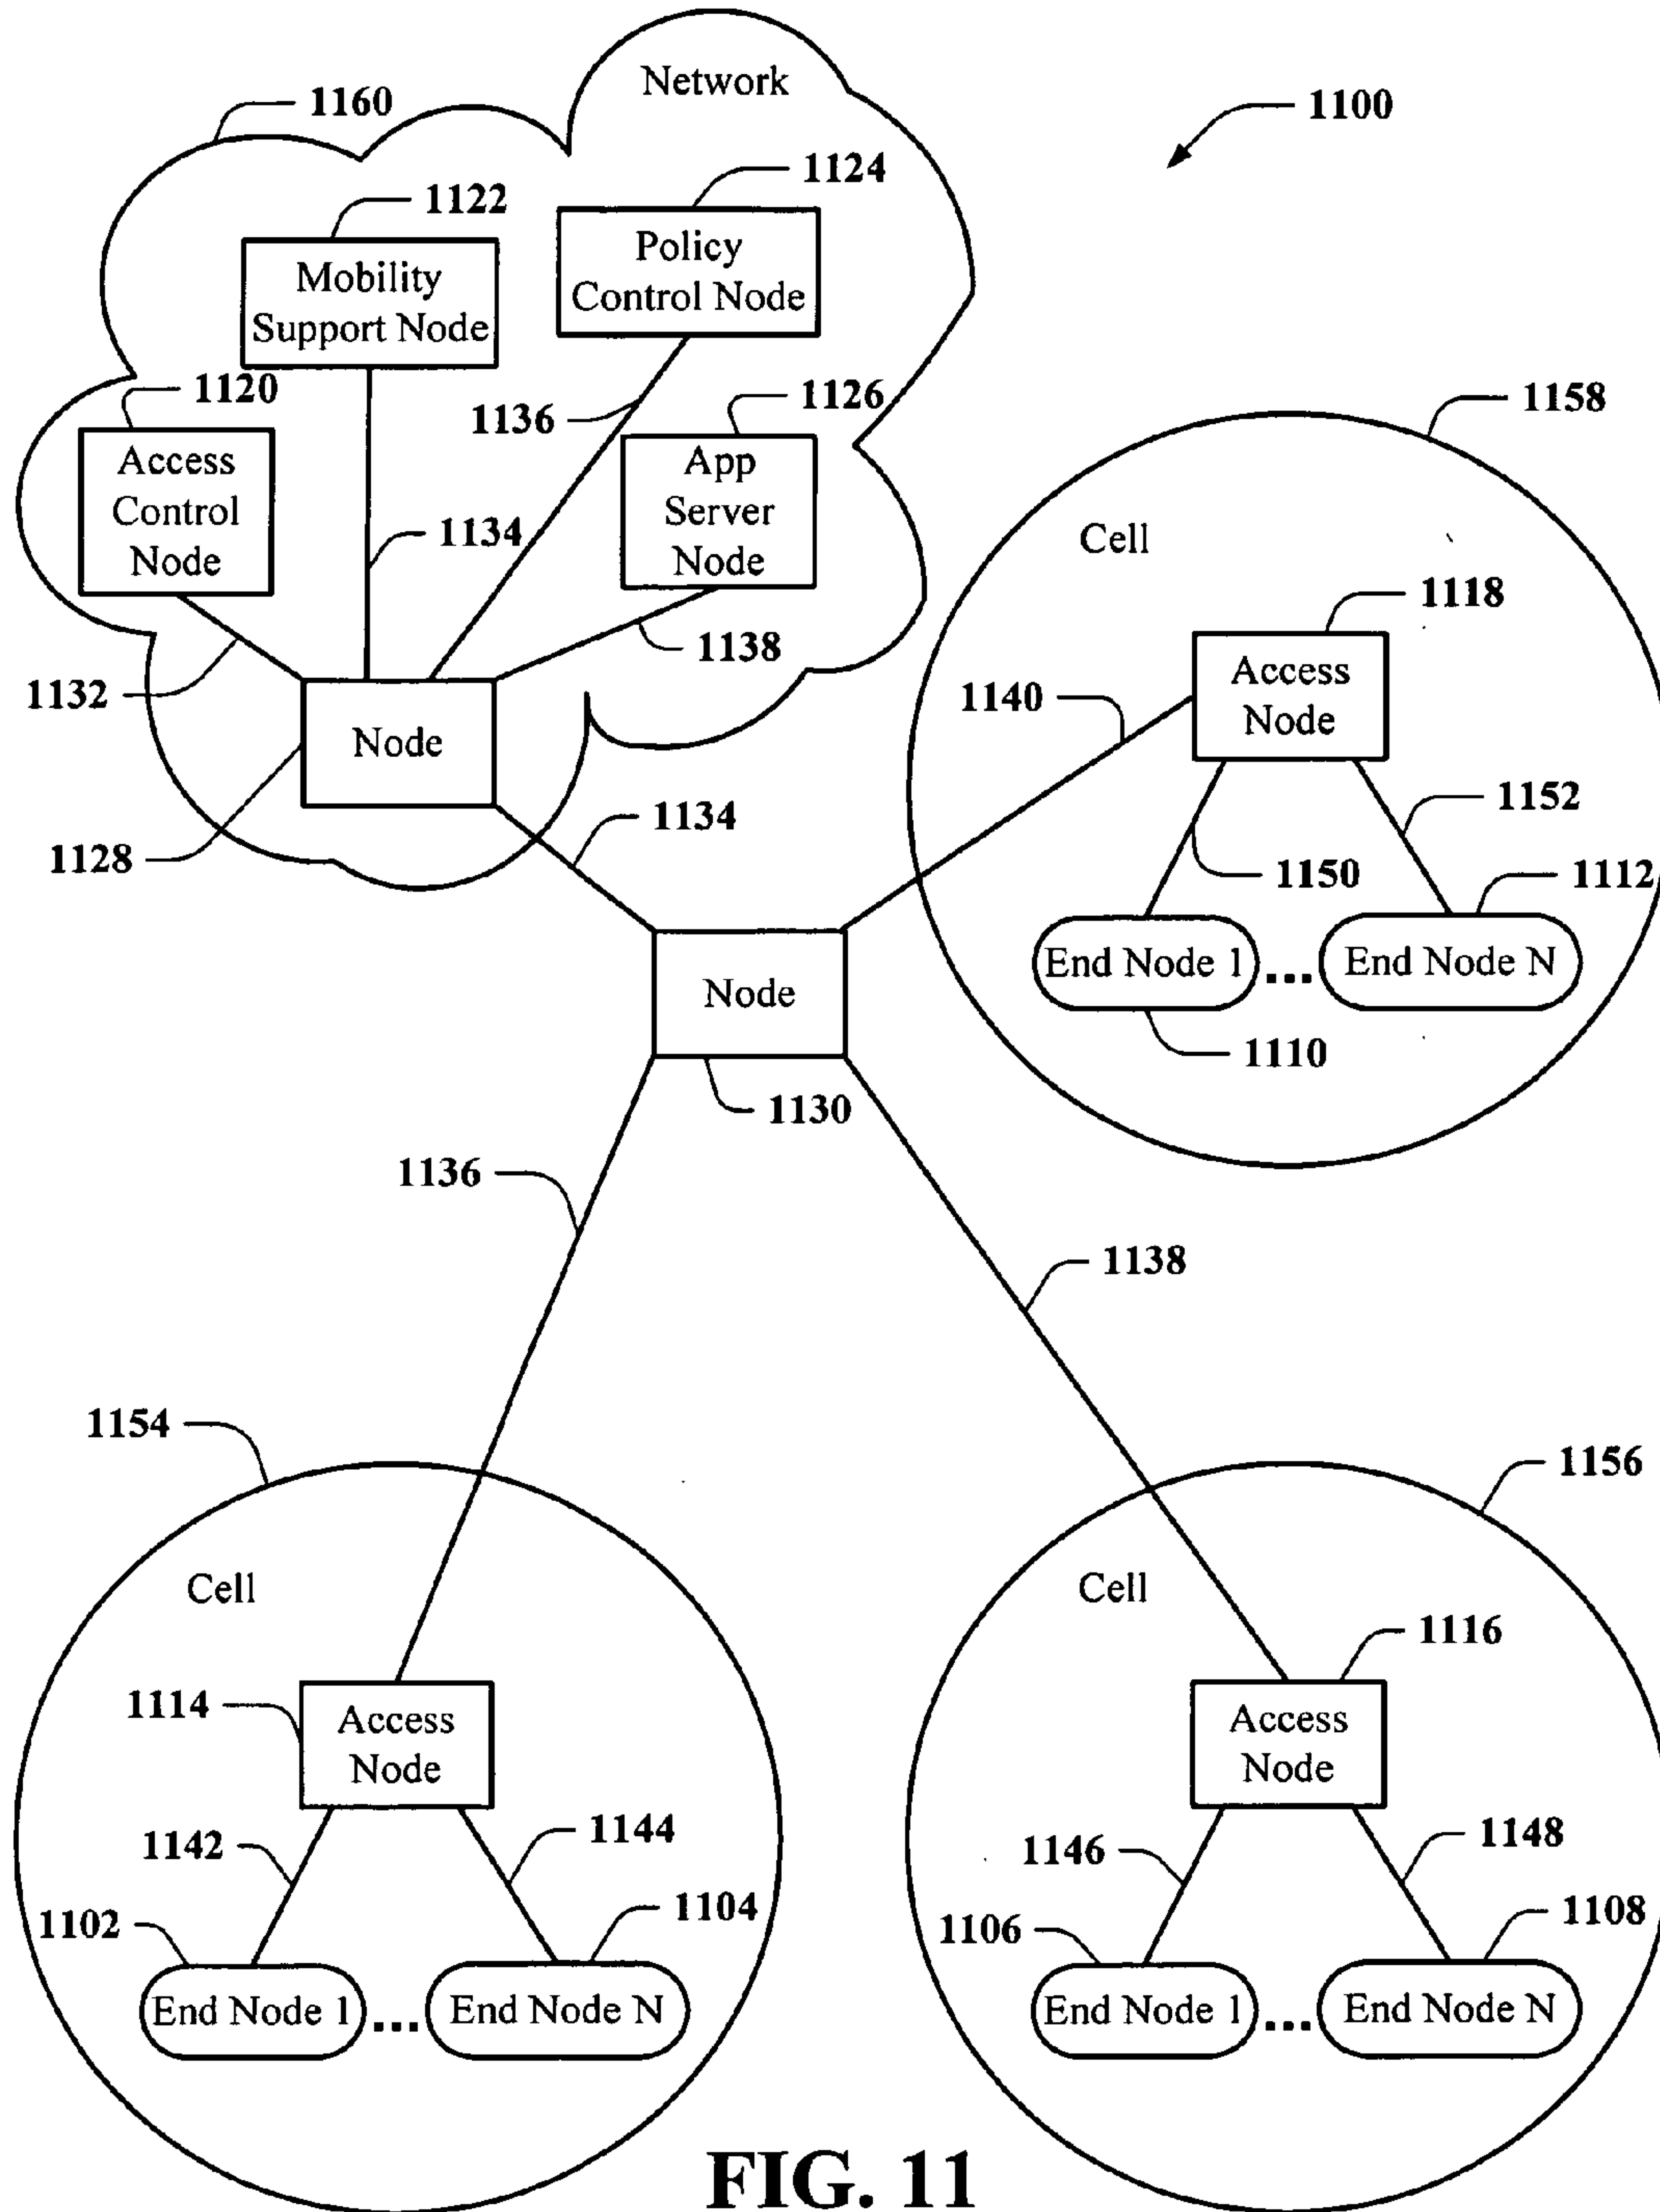 Network
1160
1100
1124
1122
Policy
Control Node
Mobility
Support Node
1120
1136
1126
1158
Access
Control
Node
App
Server
Node
1134
Cell
1118
1138
Access
Node
1132
1140
Node
1152
1134
1128
1150
1112
End Node 1
...
End Node N
Node
1110
1130
1136
1138
1154
1156
Cell
Cell
1116
1114
Access
Node
Access
Node
1142
1144
1146
1148
1102
1104
1106
1108
End Node 1
...
End Node N
End Node 1
...
End Node N
FIG. 11